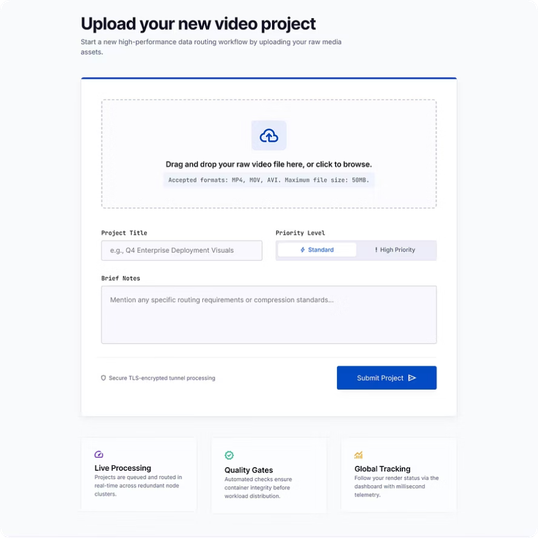 Upload your new video project
Start a new high-performance data routing workflow by uploading your raw media
assets.
Drag and drop your raw video file here, or click to browse.
Accepted formats: MP4, MOV, AVI. Maximum file size: 50MB.
Project Title
Priority Level
e.g., Q4 Enterprise Deployment Visuals
Standard
High Priority
Brief Notes
Mention any specific routing requirements or compression standards...
Secure TLS-encrypted tunnel processing
Submit Project
Live Processing
Projects are queued and routed in
real-time across redundant node
clusters.
Quality Gates
Automated checks ensure
container integrity before
workload distribution.
Global Tracking
Follow your render status via the
dashboard with millisecond
telemetry.